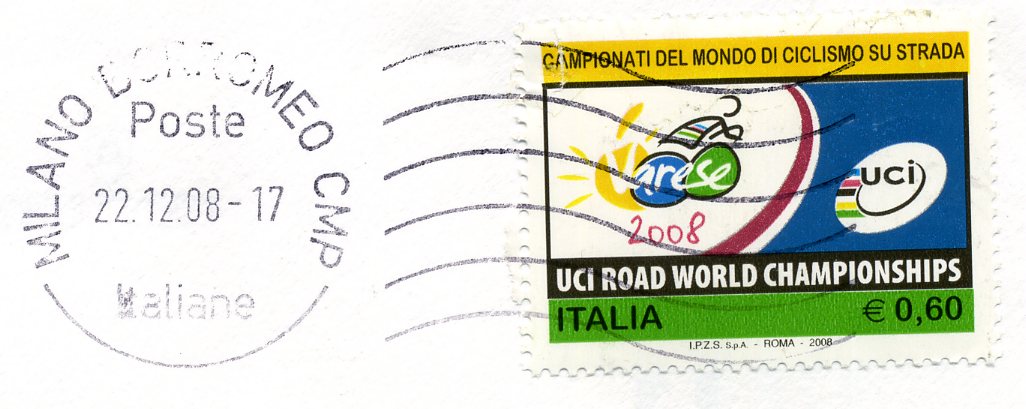 MILANO BORROMEO CMP
Poste
22.12.08-17
Italiane
CAMPIONATI DEL MONDO DI CICLISMO SU STRADA
varese
2008
uci
UCI ROAD WORLD CHAMPIONSHIPS
ITALIA € 0,60
I.P.Z.S. S.p.A. - ROMA - 2008